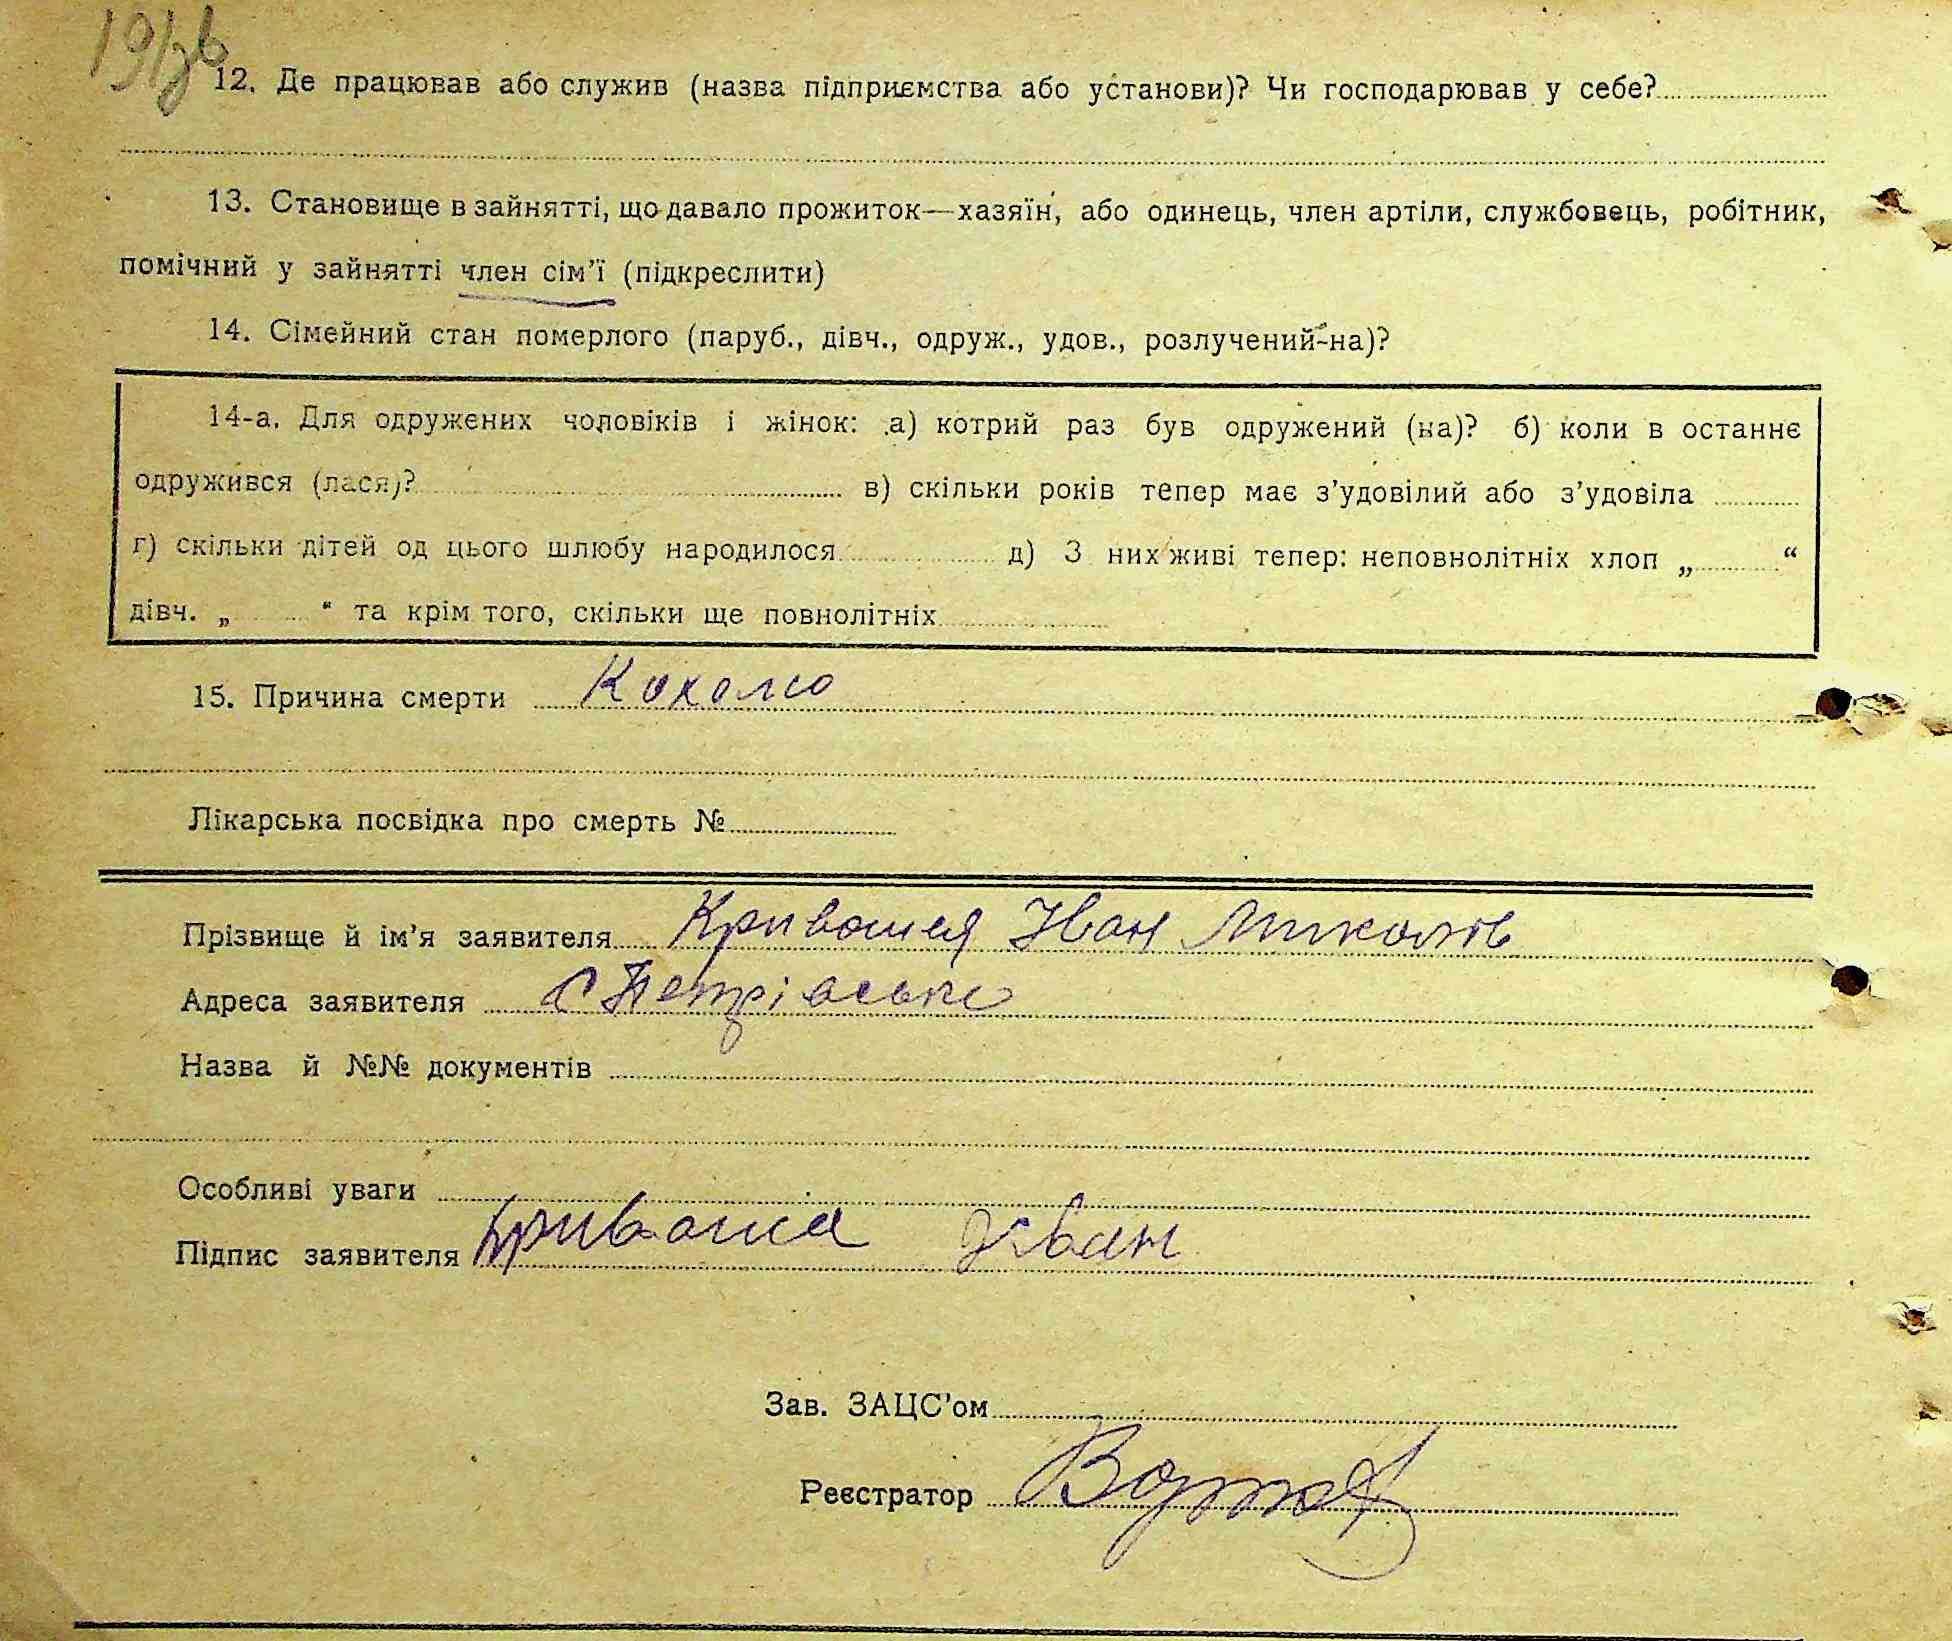 12. Де працював або служив (назва підприємства або установи)? Чи господарював у себе?
13. Становище в зайнятті, що давало прожиток—хазяїн, або одинець, член артіли, службовець, робітник,
помічний у зайнятті член сім'ї (підкреслити)
14. Сімейний стан померлого (паруб., дівч., одруж., удов., розлучений-на)?
14-а. Для одружених чоловіків і жінок: а) котрий раз був одружений (на)? б) коли в останнє
одружився (лася)? в) скільки років тепер має з'удовілий або з'удовіла
г) скільки дітей од цього шлюбу народилося д) З них живі тепер: неповнолітніх хлоп „ “
дівч. „ “ та крім того, скільки ще повнолітніх
15. Причина смерти
Лікарська посвідка про смерть №
Прізвище й ім'я заявителя Кривошея Іван Миколів
Адреса заявителя с Петрівське
Назва й №№ документів
Особливі уваги
Підпис заявителя Кривошия Іван
Зав. ЗАЦС'ом
Реєстратор